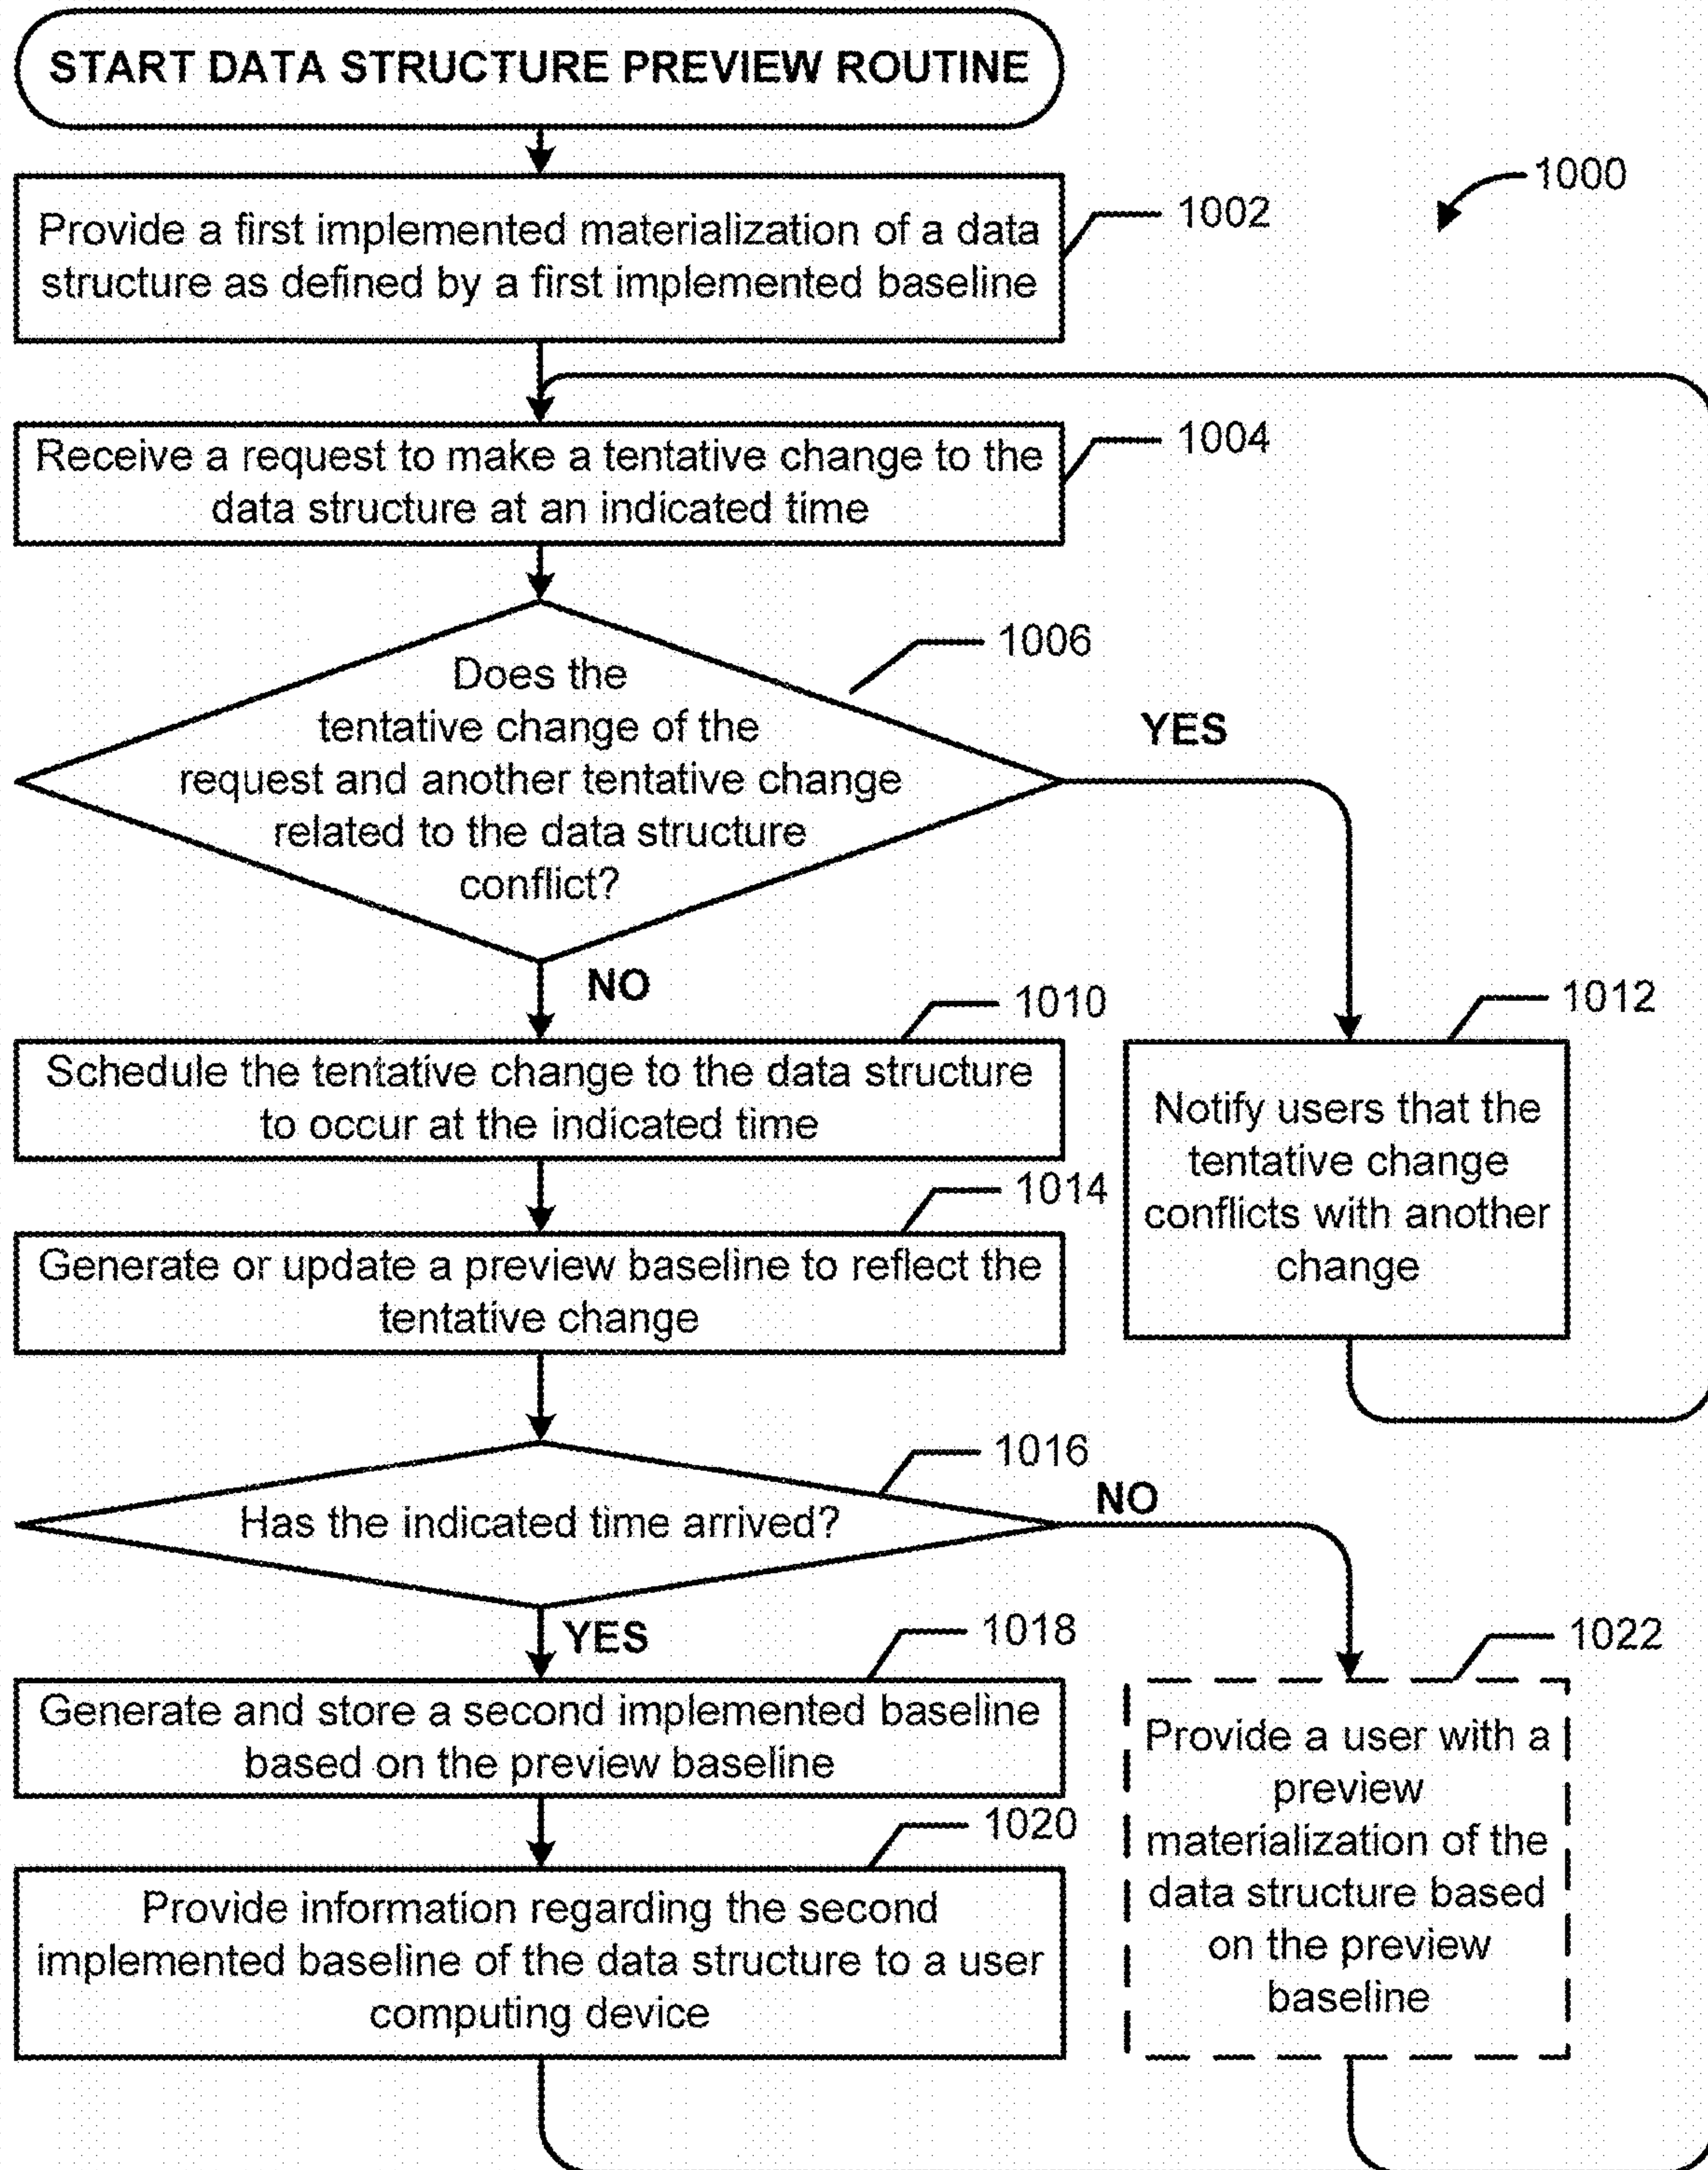 START DATA STRUCTURE PREVIEW ROUTINE
1000
Provide a first implemented materialization of a data
structure as defined by a first implemented baseline
1002
Receive a request to make a tentative change to the
data structure at an indicated time
1004
Does the
tentative change of the
request and another tentative change
related to the data structure
conflict?
1006
YES
NO
Schedule the tentative change to the data structure
to occur at the indicated time
1010
Notify users that the
tentative change
conflicts with another
change
1012
Generate or update a preview baseline to reflect the
tentative change
1014
Has the indicated time arrived?
1016
NO
YES
Generate and store a second implemented baseline
based on the preview baseline
1018
Provide information regarding the second
implemented baseline of the data structure to a user
computing device
1020
Provide a user with a
preview
materialization of the
data structure based
on the preview
baseline
1022